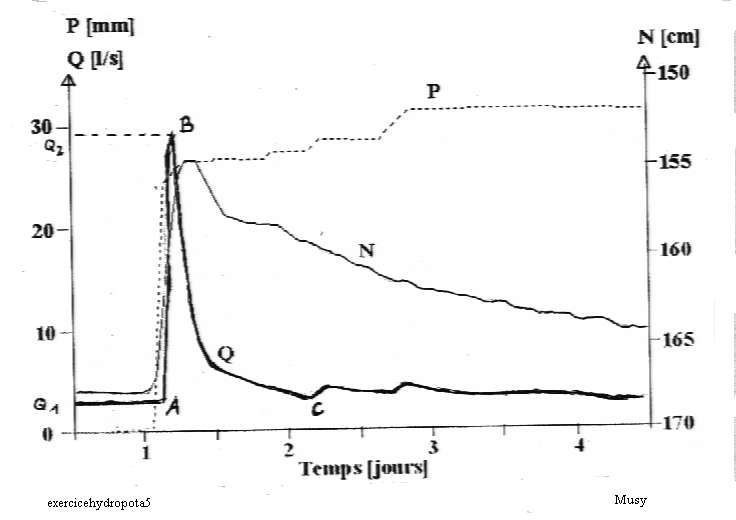 P [mm]
Q [l/s]
N [cm]
150
P
30
B
Q2
155
20
N
160
10
Q
165
QA
A
C
0
170
1
2
3
4
Temps [jours]
exercicehydropota5
Musy